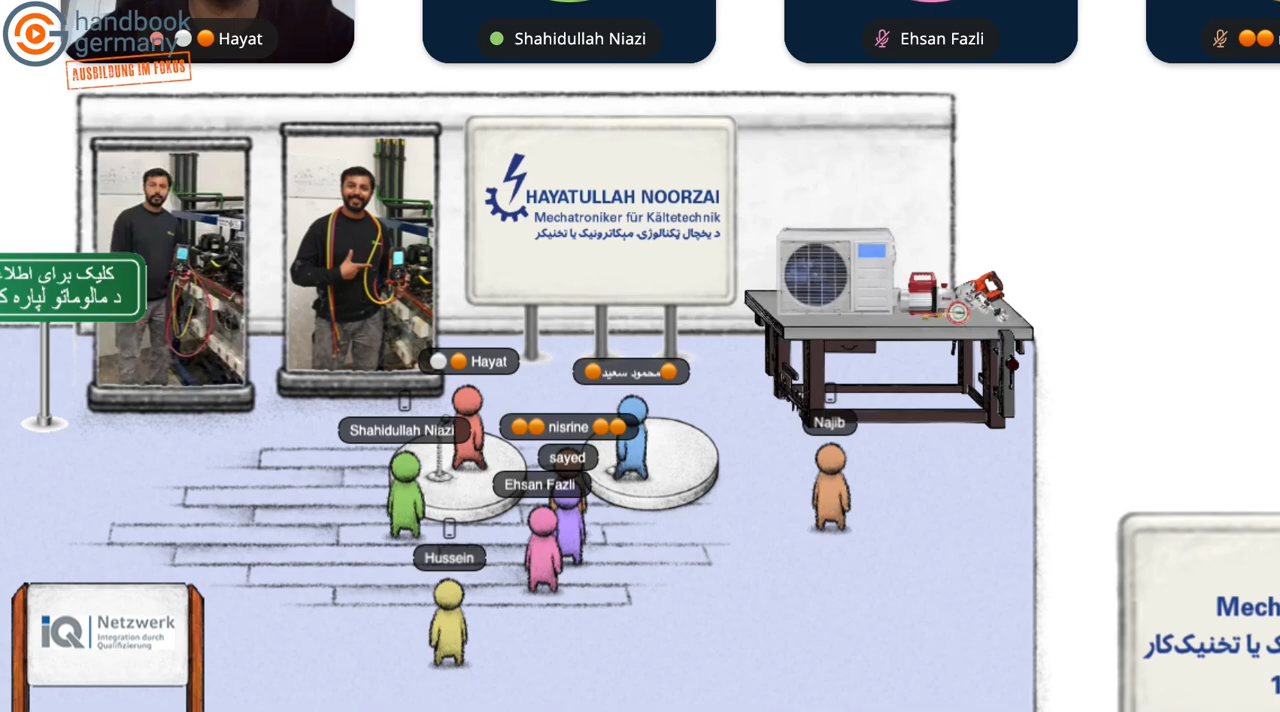 handbook
germany
AUSBILDUNG IM FOKUS
Hayat
Shahidullah Niazi
Ehsan Fazli
HAYATULLAH NOORZAI
Mechatroniker für Kältetechnik
د یخچال ټکنالوژۍ میکاترونیک یا تخنیکر
کلیک برای
د مالوماتو لپاره
Hayat
محمود سعید
Shahidullah Niazi
nisrine
Najib
sayed
Ehsan Fazli
Hussein
iQ Netzwerk
Integration durch
Qualifizierung
یا تخنیک‌کار